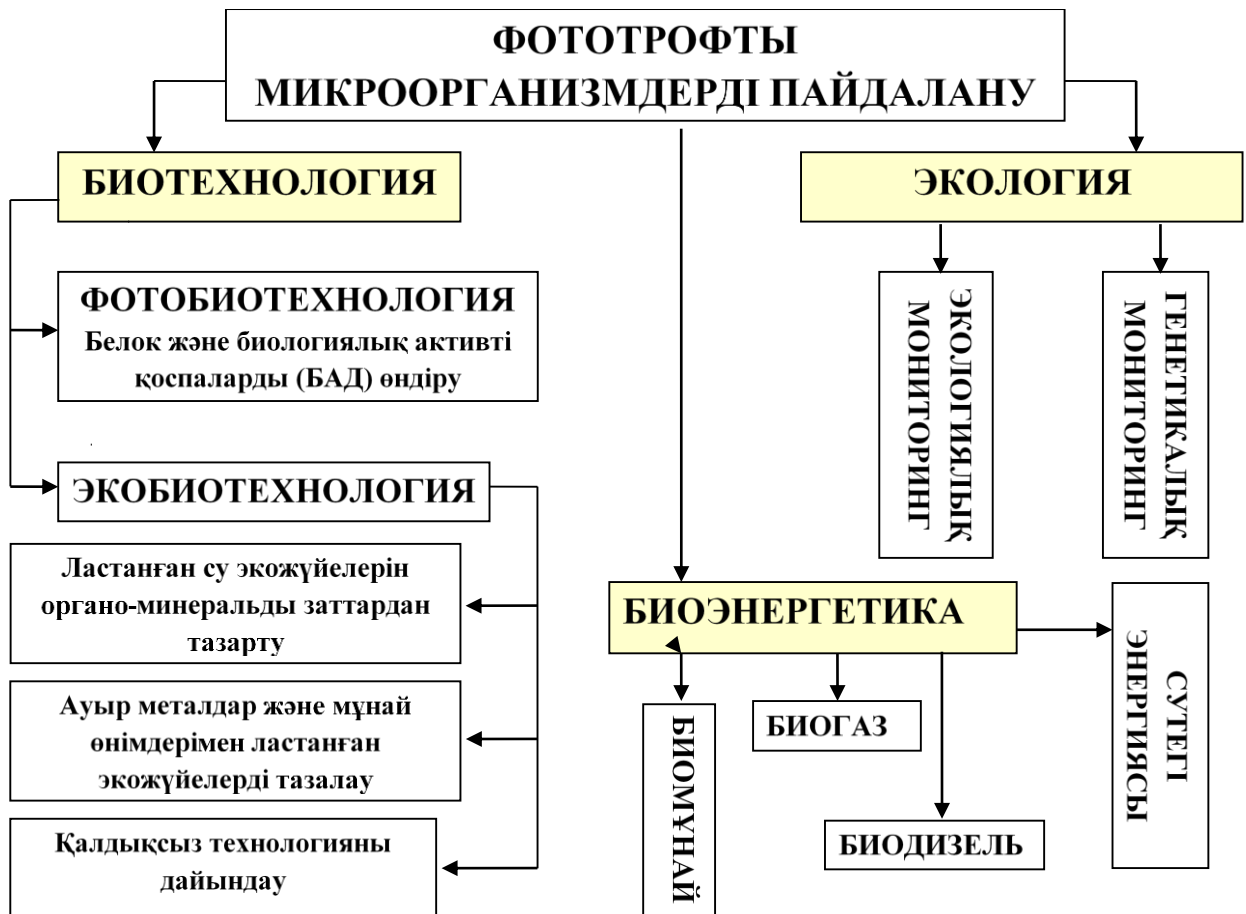 ФОТОТРОФТЫ
МИКРООРГАНИЗМДЕРДІ ПАЙДАЛАНУ
БИОТЕХНОЛОГИЯ
ЭКОЛОГИЯ
ФОТОБИОТЕХНОЛОГИЯ
Белок және биологиялық активті
қоспаларды (БАД) өндіру
ЭКОЛОГИЯЛЫҚ
МОНИТОРИНГ
ГЕНЕТИКАЛЫҚ
МОНИТОРИНГ
ЭКОБИОТЕХНОЛОГИЯ
Ластанған су экожүйелерін
органо-минеральды заттардан
тазарту
Ауыр металдар және мұнай
өнімдерімен ластанған
экожүйелерді тазалау
Қалдықсыз технологияны
дайындау
БИОЭНЕРГЕТИКА
БИОМҰНАЙ
БИОГАЗ
БИОДИЗЕЛЬ
СУТЕГІ
ЭНЕРГИЯСЫ